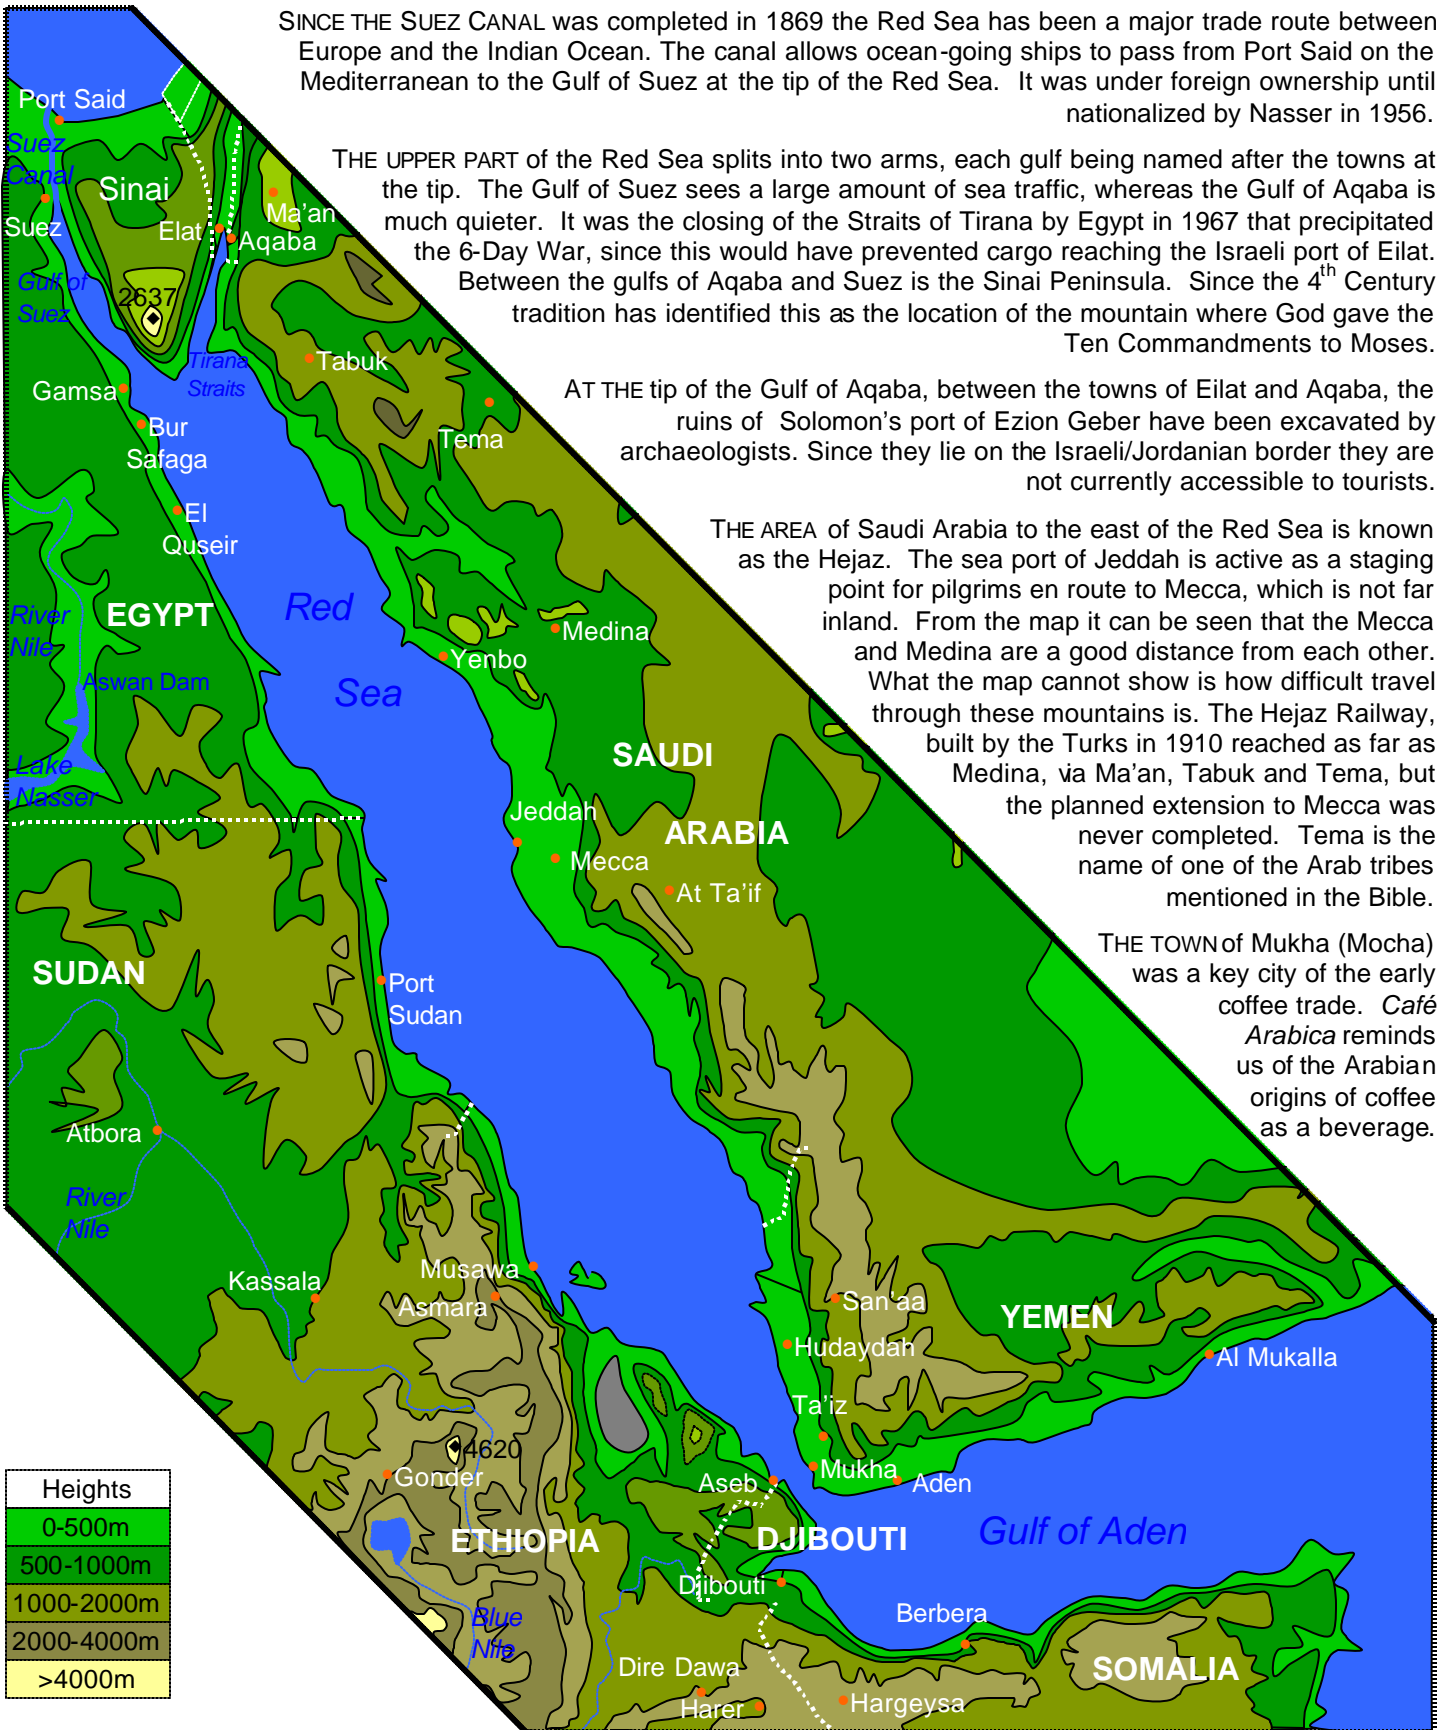 SINCE THE SUEZ CANAL was completed in 1869 the Red Sea has been a major trade route between
Europe and the Indian Ocean. The canal allows ocean-going ships to pass from Port Said on the
Mediterranean to the Gulf of Suez at the tip of the Red Sea. It was under foreign ownership until
nationalized by Nasser in 1956.
THE UPPER PART of the Red Sea splits into two arms, each gulf being named after the towns at
the tip. The Gulf of Suez sees a large amount of sea traffic, whereas the Gulf of Aqaba is
much quieter. It was the closing of the Straits of Tirana by Egypt in 1967 that precipitated
the 6-Day War, since this would have prevented cargo reaching the Israeli port of Eilat.
Between the gulfs of Aqaba and Suez is the Sinai Peninsula. Since the 4th Century
tradition has identified this as the location of the mountain where God gave the
Ten Commandments to Moses.
AT THE tip of the Gulf of Aqaba, between the towns of Eilat and Aqaba, the
ruins of Solomon's port of Ezion Geber have been excavated by
archaeologists. Since they lie on the Israeli/Jordanian border they are
not currently accessible to tourists.
THE AREA of Saudi Arabia to the east of the Red Sea is known
as the Hejaz. The sea port of Jeddah is active as a staging
point for pilgrims en route to Mecca, which is not far
inland. From the map it can be seen that the Mecca
and Medina are a good distance from each other.
What the map cannot show is how difficult travel
through these mountains is. The Hejaz Railway,
built by the Turks in 1910 reached as far as
Medina, via Ma'an, Tabuk and Tema, but
the planned extension to Mecca was
never completed. Tema is the
name of one of the Arab tribes
mentioned in the Bible.
THE TOWN of Mukha (Mocha)
was a key city of the early
coffee trade. Café
Arabica reminds
us of the Arabian
origins of coffee
as a beverage.
Port Said
Suez
Canal
Sinai
Suez
Elat
Ma'an
Aqaba
Gulf of
Suez
2637
Tirana
Straits
Tabuk
Gamsa
Bur
Safaga
Tema
El
Quseir
EGYPT
Red
Sea
River
Nile
Medina
Yenbo
Aswan Dam
Lake
Nasser
SAUDI
ARABIA
Jeddah
Mecca
At Ta'if
SUDAN
Port
Sudan
Atbora
River
Nile
Kassala
Musawa
Asmara
San'aa
YEMEN
Hudaydah
Al Mukalla
Ta'iz
4620
Gonder
Aseb
Mukha
Aden
ETHIOPIA
DJIBOUTI
Gulf of Aden
Djibouti
Blue
Nile
Berbera
Dire Dawa
Harer
Hargeysa
SOMALIA
Heights
0-500m
500-1000m
1000-2000m
2000-4000m
>4000m